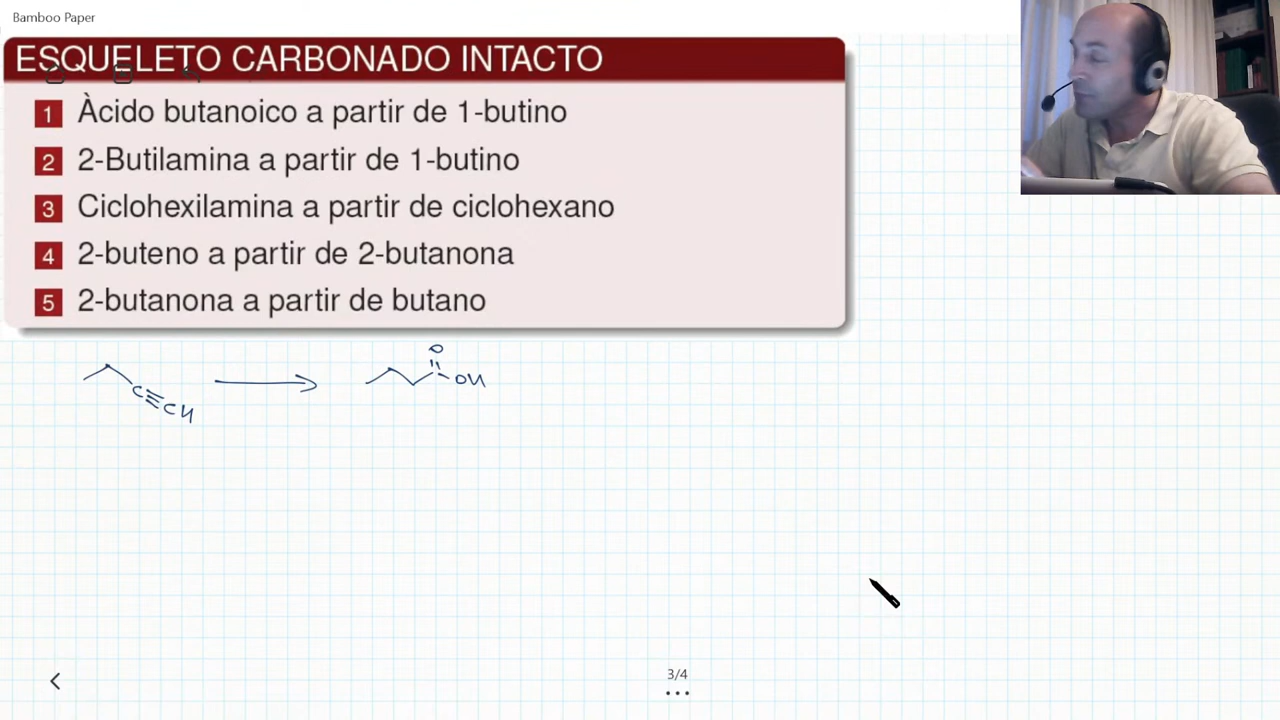 Bamboo Paper
ESQUELETO CARBONADO INTACTO
1 Àcido butanoico a partir de 1-butino
2 2-Butilamina a partir de 1-butino
3 Ciclohexilamina a partir de ciclohexano
4 2-buteno a partir de 2-butanona
5 2-butanona a partir de butano
O
C≡CH
OH
3/4